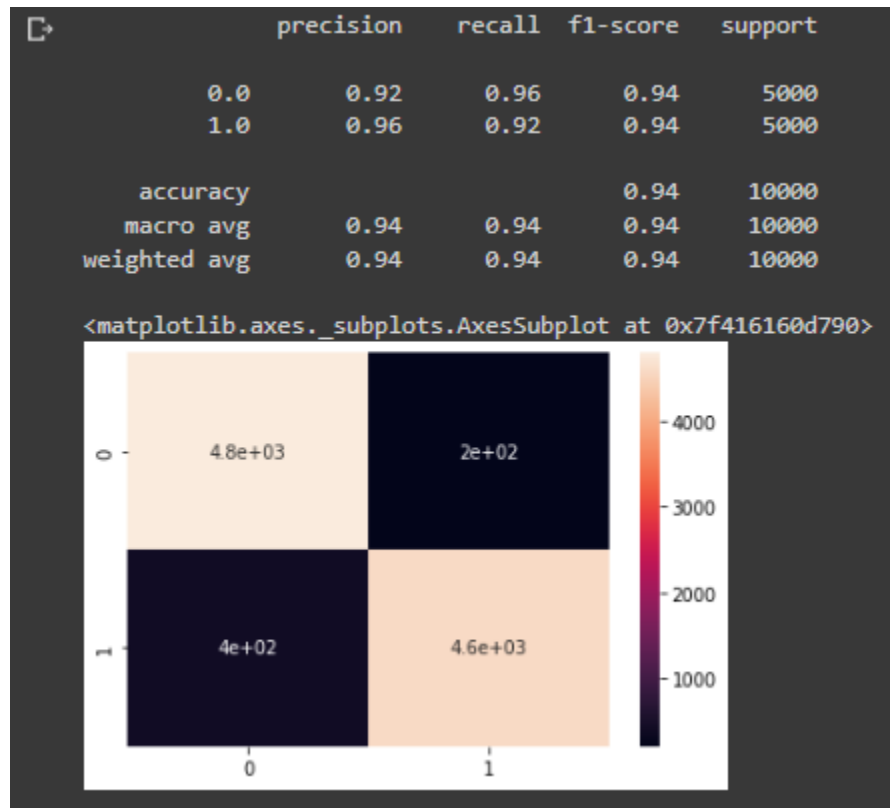 precision recall f1-score support
0.0 0.92 0.96 0.94 5000
1.0 0.96 0.92 0.94 5000
accuracy 0.94 10000
macro avg 0.94 0.94 0.94 10000
weighted avg 0.94 0.94 0.94 10000
<matplotlib.axes._subplots.AxesSubplot at 0x7f416160d790>
4000
0 4.8e+03 2e+02
3000
2000
1 4e+02 4.6e+03
1000
0 1